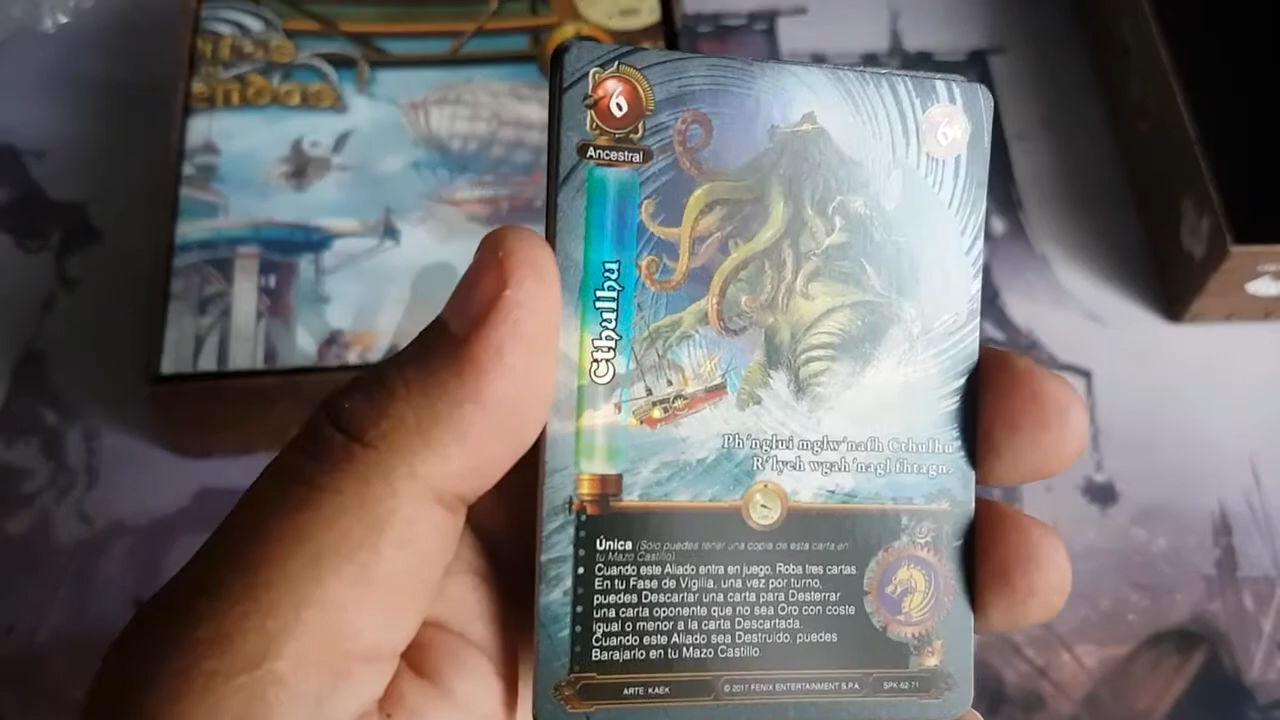 endas
6
6
Ancestral
Cthulhu
Ph'nglui mglw'nafh Cthulhu
R'lyeh wgah'nagl fhtagn.
Única (Sólo puedes tener una copia de esta carta en
tu Mazo Castillo).
Cuando este Aliado entra en juego, Roba tres cartas.
En tu Fase de Vigilia, una vez por turno,
puedes Descartar una carta para Desterrar
una carta oponente que no sea Oro con coste
igual o menor a la carta Descartada.
Cuando este Aliado sea Destruido, puedes
Barajarlo en tu Mazo Castillo.
ARTE: KAEK
© 2017 FENIX ENTERTAINMENT S.P.A.
SPK-62-71